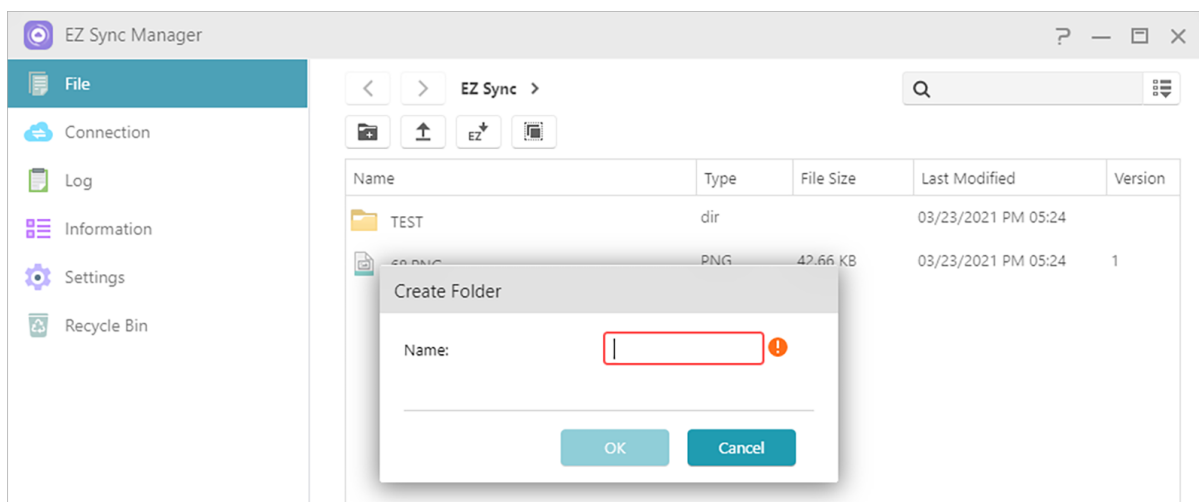 EZ Sync Manager
File
Connection
Log
Information
Settings
Recycle Bin
EZ Sync
EZ
Name Type File Size Last Modified Version
TEST dir 03/23/2021 PM 05:24
PNG 42.66 KB 03/23/2021 PM 05:24 1
Create Folder
Name:
OK Cancel